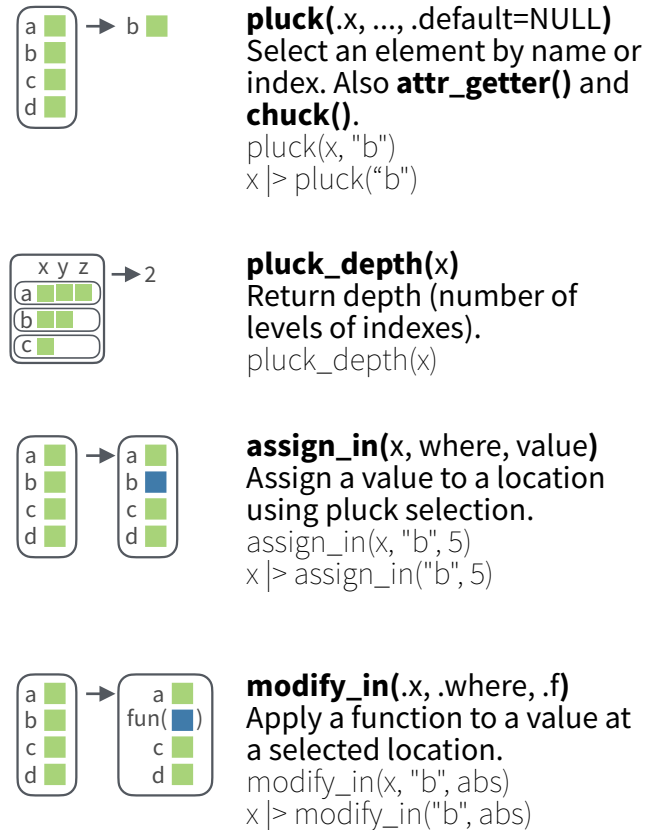 a → b
b
c
d
pluck(.x, ..., .default=NULL)
Select an element by name or
index. Also attr_getter() and
chuck().
pluck(x, "b")
x |> pluck(“b")
x y z
a
b
c
→ 2
pluck_depth(x)
Return depth (number of
levels of indexes).
pluck_depth(x)
a → a
b b
c c
d d
assign_in(x, where, value)
Assign a value to a location
using pluck selection.
assign_in(x, "b", 5)
x |> assign_in("b", 5)
a → a
b fun( )
c c
d d
modify_in(.x, .where, .f)
Apply a function to a value at
a selected location.
modify_in(x, "b", abs)
x |> modify_in("b", abs)